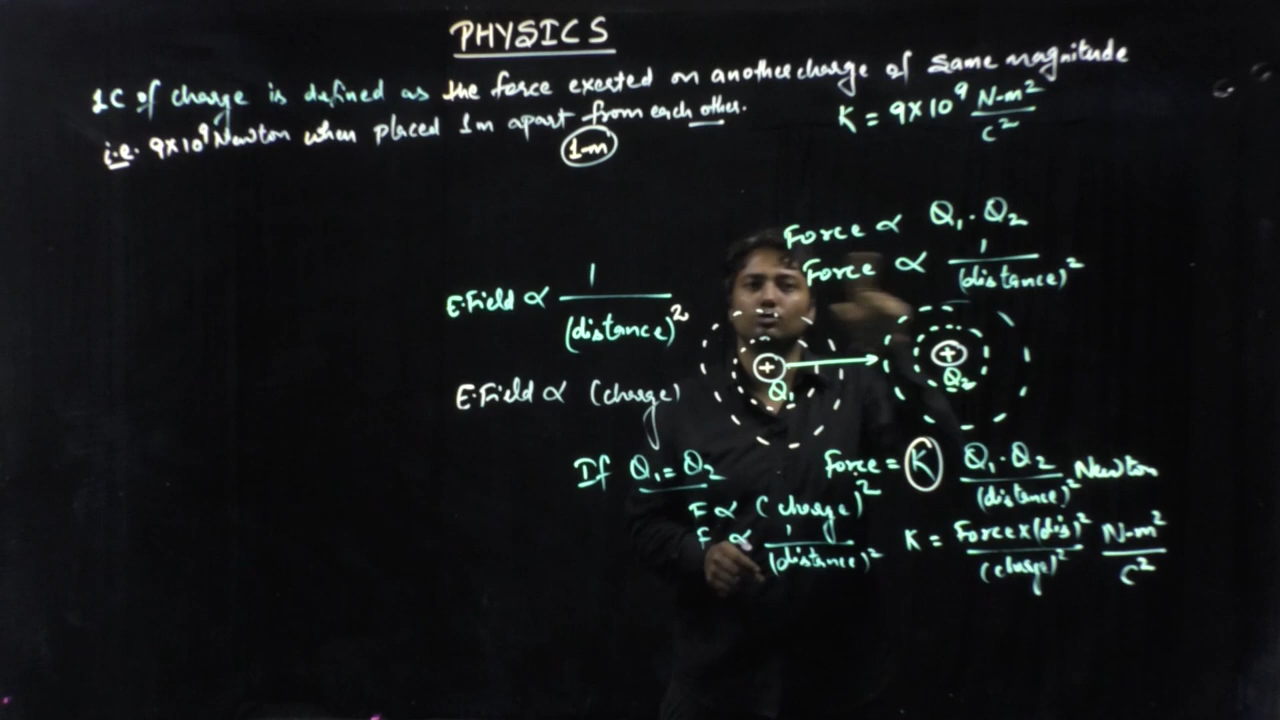 PHYSICS
1C of charge is defined as the force exerted on another charge of same magnitude
i.e. 9×10⁹ Newton when placed 1m apart from each other.
1-m
K = 9×10⁹ N-m²/C²
Force ∝ Q₁·Q₂
Force ∝ 1/(distance)²
E.Field ∝ 1/(distance)²
E.Field ∝ (charge)
+ Q₁
+ Q₂
If Q₁ = Q₂
F ∝ (charge)²
F ∝ 1/(distance)²
Force = K Q₁·Q₂/(distance)² Newton
K = Force×(dis)²/(charge)² N-m²/C²